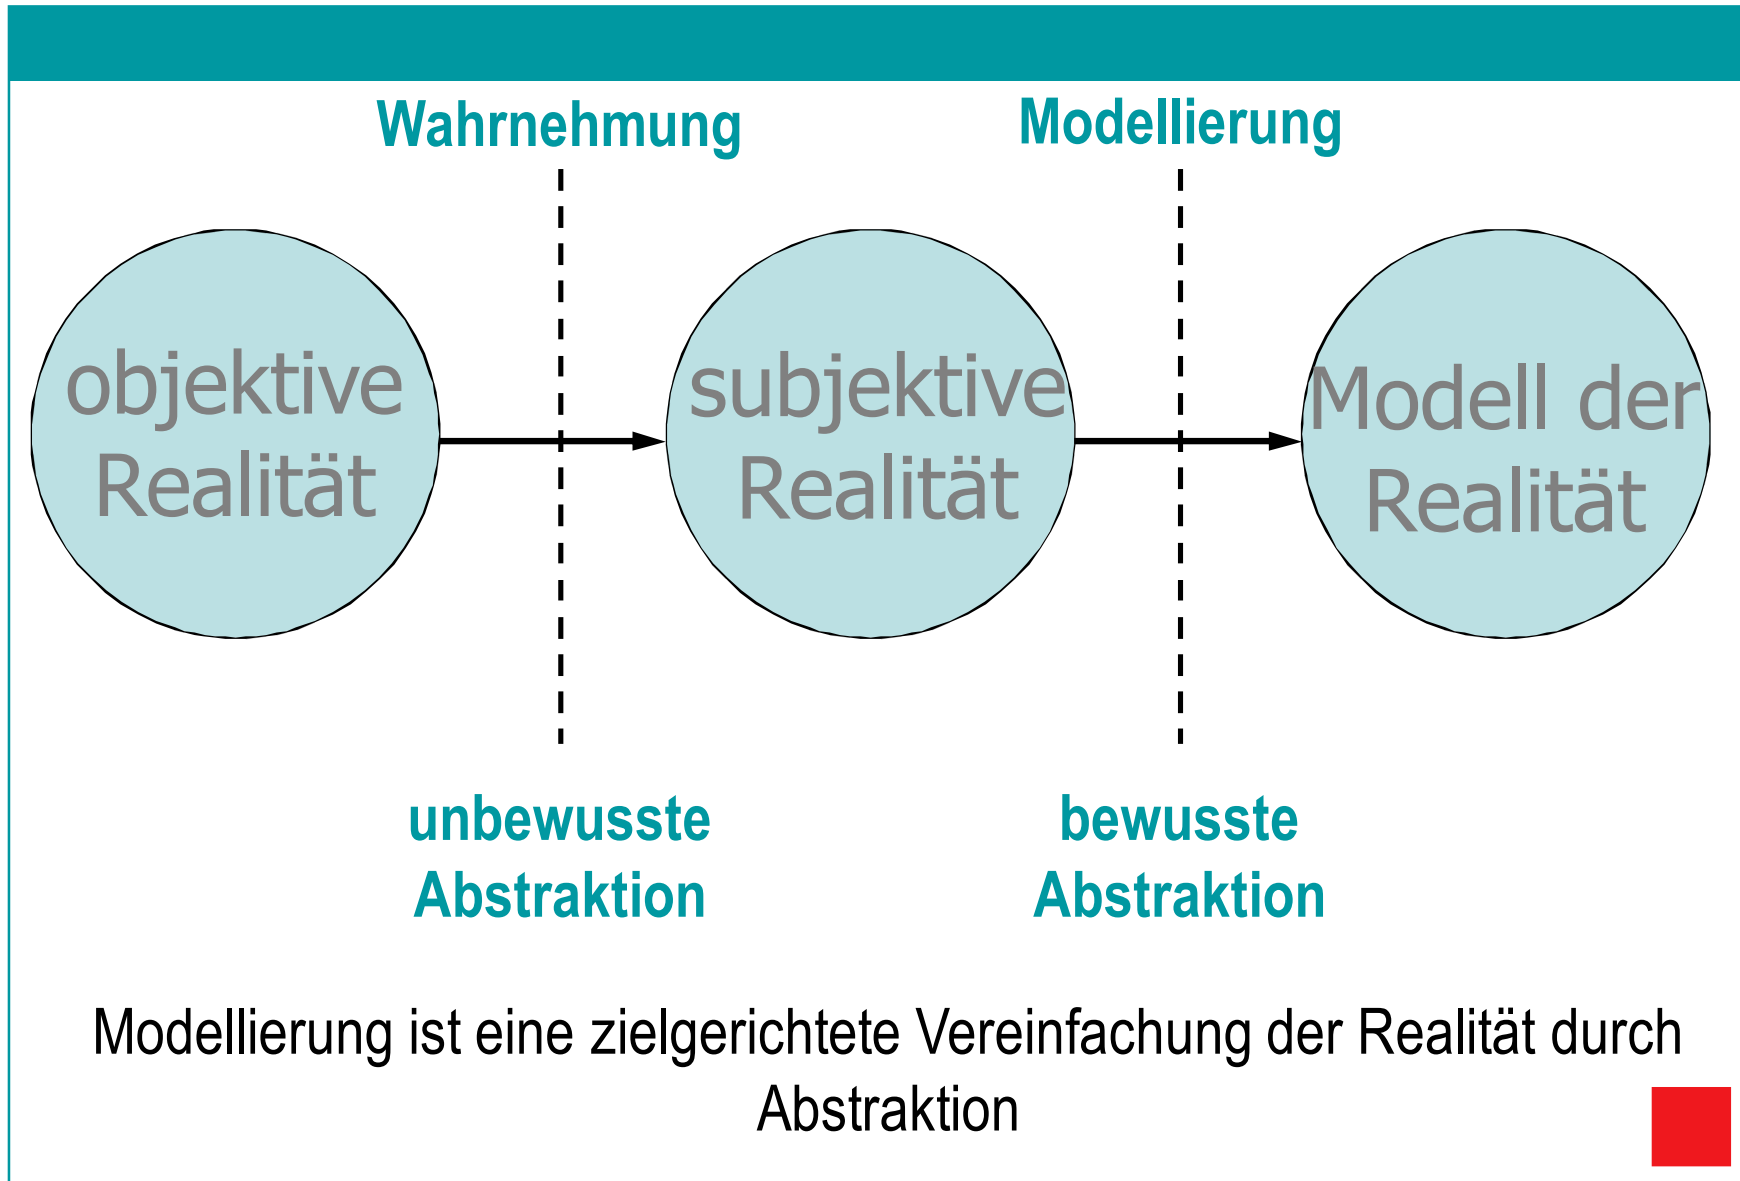 Wahrnehmung
Modellierung
objektive
Realität
subjektive
Realität
Modell der
Realität
unbewusste
Abstraktion
bewusste
Abstraktion
Modellierung ist eine zielgerichtete Vereinfachung der Realität durch
Abstraktion